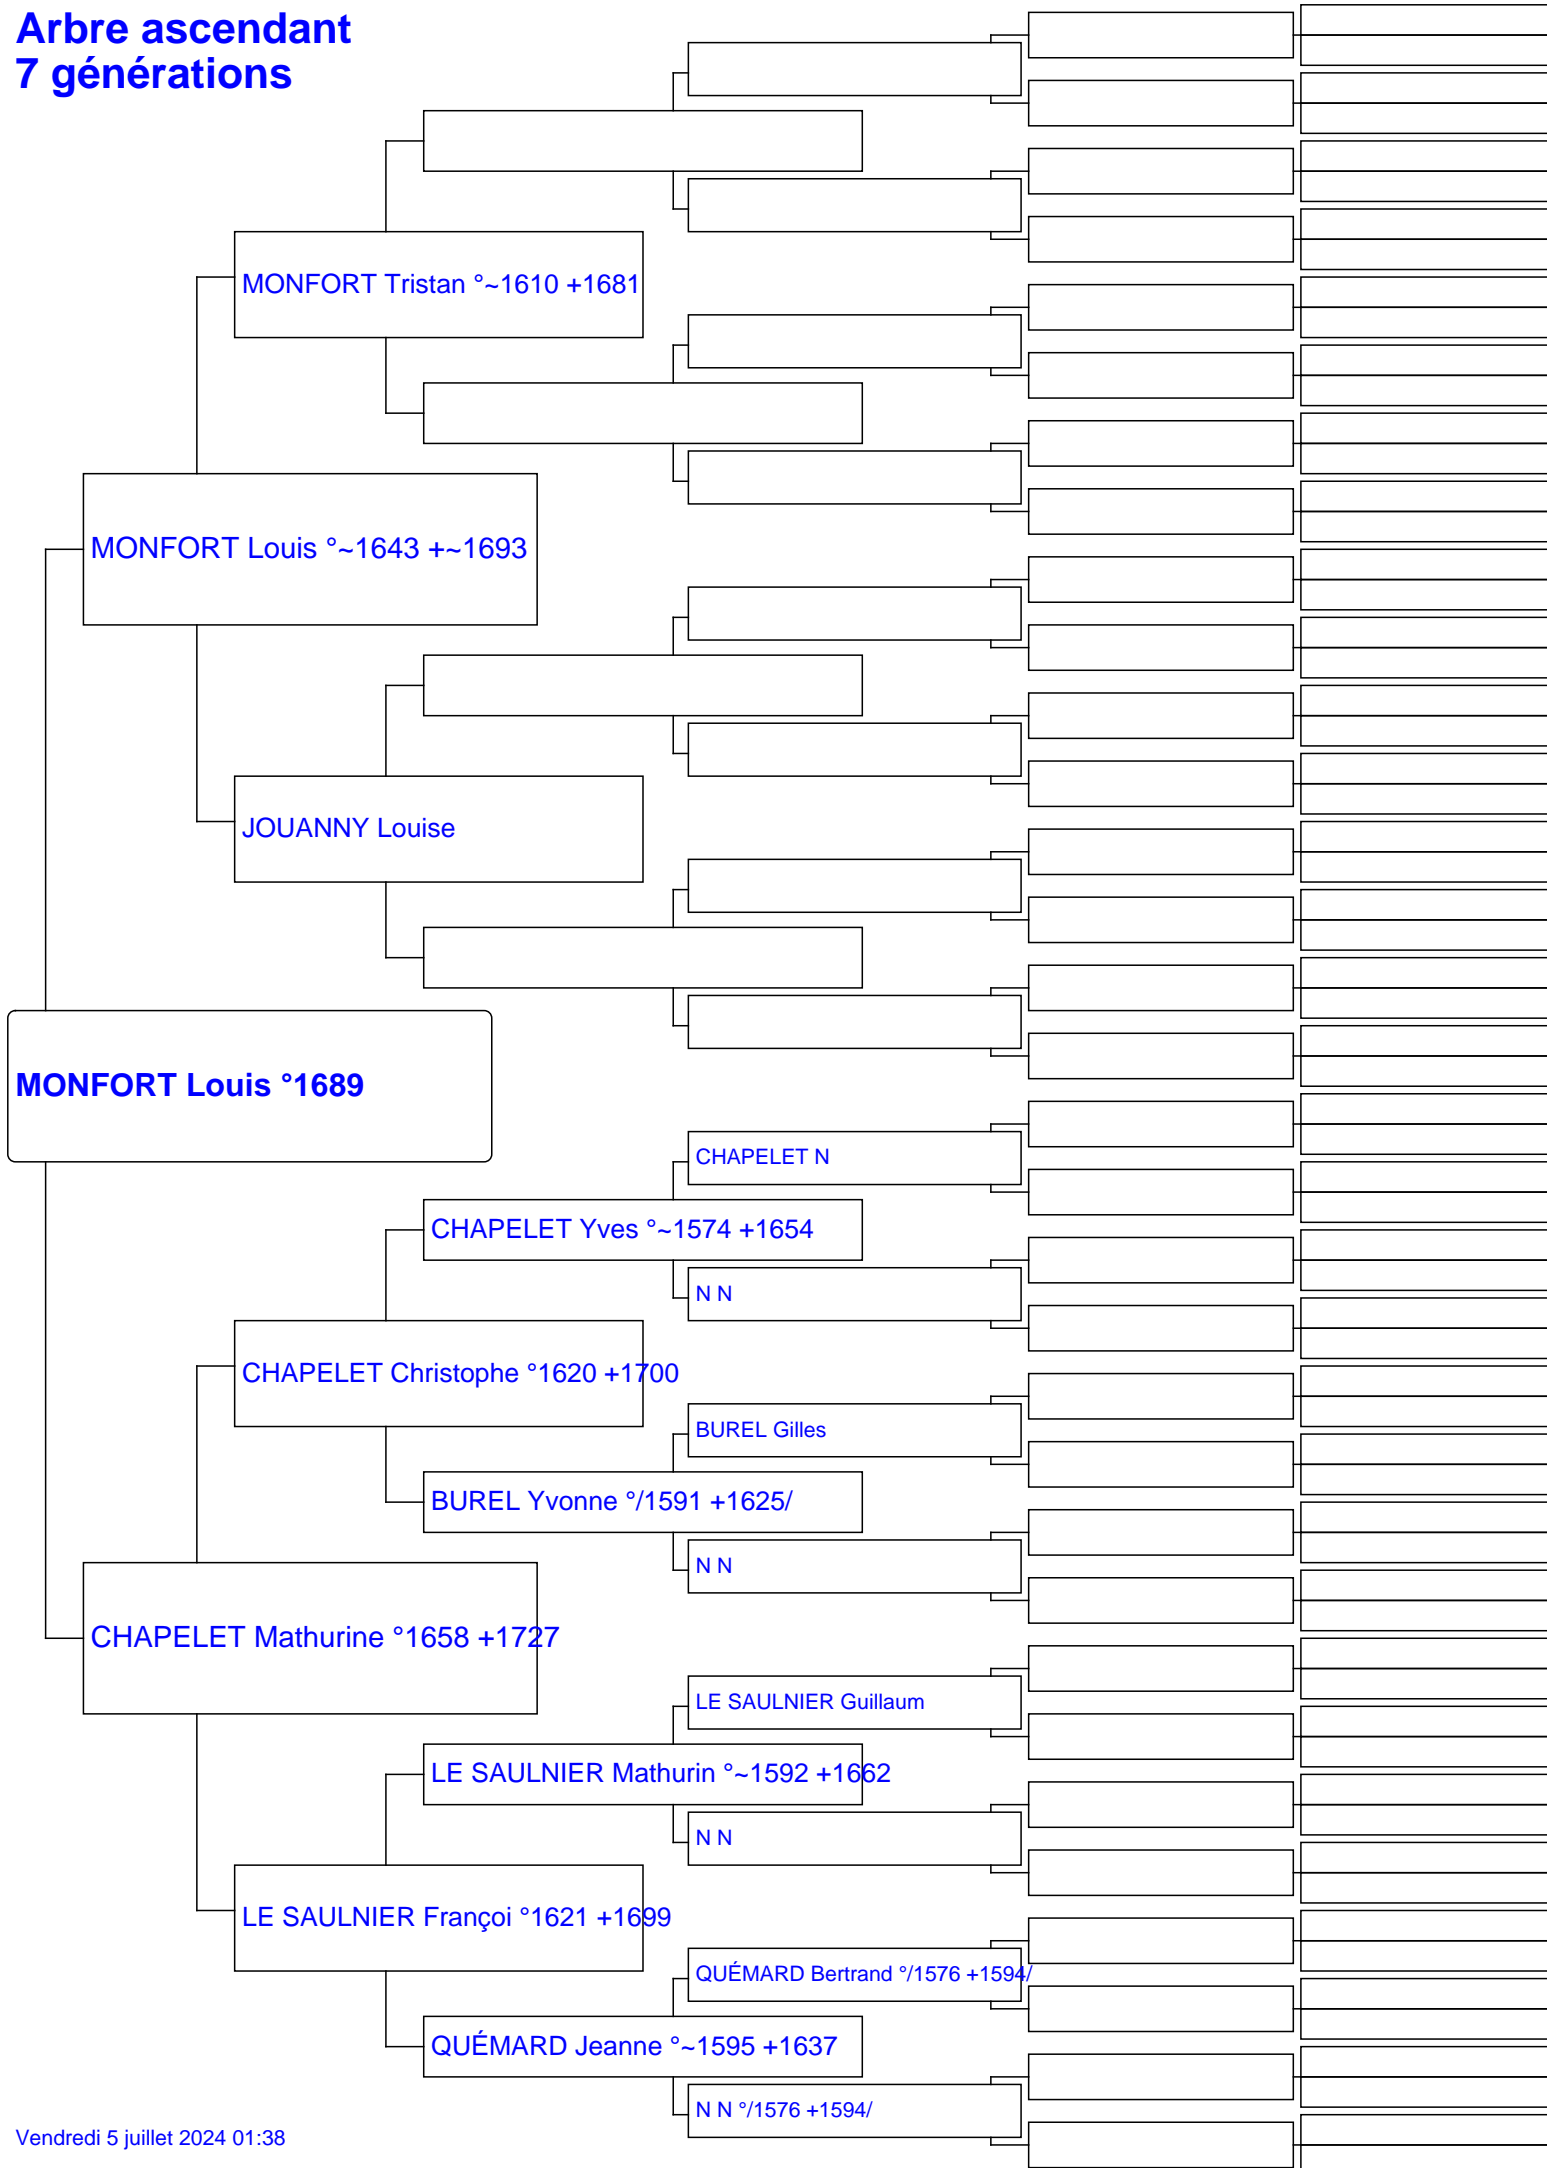 Arbre ascendant
7 générations
MONFORT Tristan °~1610 +1681
MONFORT Louis °~1643 +~1693
JOUANNY Louise
MONFORT Louis °1689
CHAPELET N
CHAPELET Yves °~1574 +1654
N N
CHAPELET Christophe °1620 +1700
BUREL Gilles
BUREL Yvonne °/1591 +1625/
N N
CHAPELET Mathurine °1658 +1727
LE SAULNIER Guillaum
LE SAULNIER Mathurin °~1592 +1662
N N
LE SAULNIER Françoi °1621 +1699
QUÉMARD Bertrand °/1576 +1594/
QUÉMARD Jeanne °~1595 +1637
N N °/1576 +1594/
Vendredi 5 juillet 2024 01:38